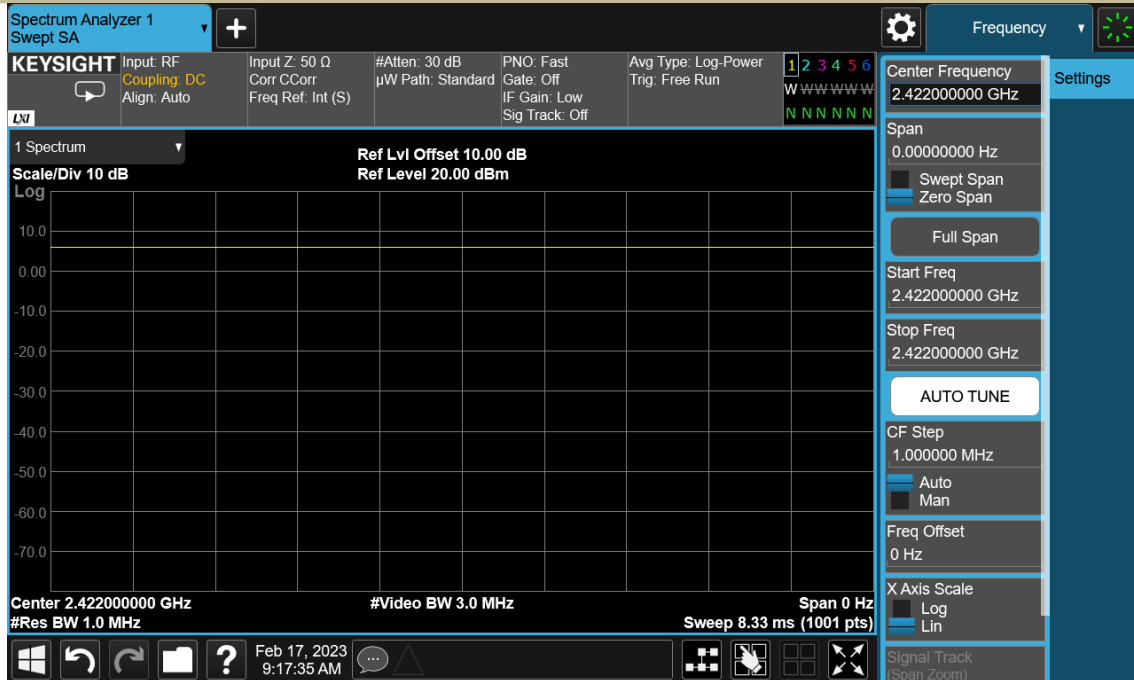 Spectrum Analyzer 1
Swept SA
Frequency
KEYSIGHT
Input: RF
Coupling: DC
Align: Auto
LXI
Input Z: 50 Ω
Corr CCorr
Freq Ref: Int (S)
#Atten: 30 dB
µW Path: Standard
PNO: Fast
Gate: Off
IF Gain: Low
Sig Track: Off
Avg Type: Log-Power
Trig: Free Run
1 2 3 4 5 6
W W W W W W
N N N N N N
1 Spectrum
Scale/Div 10 dB
Ref Lvl Offset 10.00 dB
Ref Level 20.00 dBm
Log
10.0
0.00
-10.0
-20.0
-30.0
-40.0
-50.0
-60.0
-70.0
Center 2.422000000 GHz
#Video BW 3.0 MHz
Span 0 Hz
#Res BW 1.0 MHz
Sweep 8.33 ms (1001 pts)
Feb 17, 2023
9:17:35 AM
Center Frequency
2.422000000 GHz
Settings
Span
0.00000000 Hz
Swept Span
Zero Span
Full Span
Start Freq
2.422000000 GHz
Stop Freq
2.422000000 GHz
AUTO TUNE
CF Step
1.000000 MHz
Auto
Man
Freq Offset
0 Hz
X Axis Scale
Log
Lin
Signal Track
(Span Zoom)